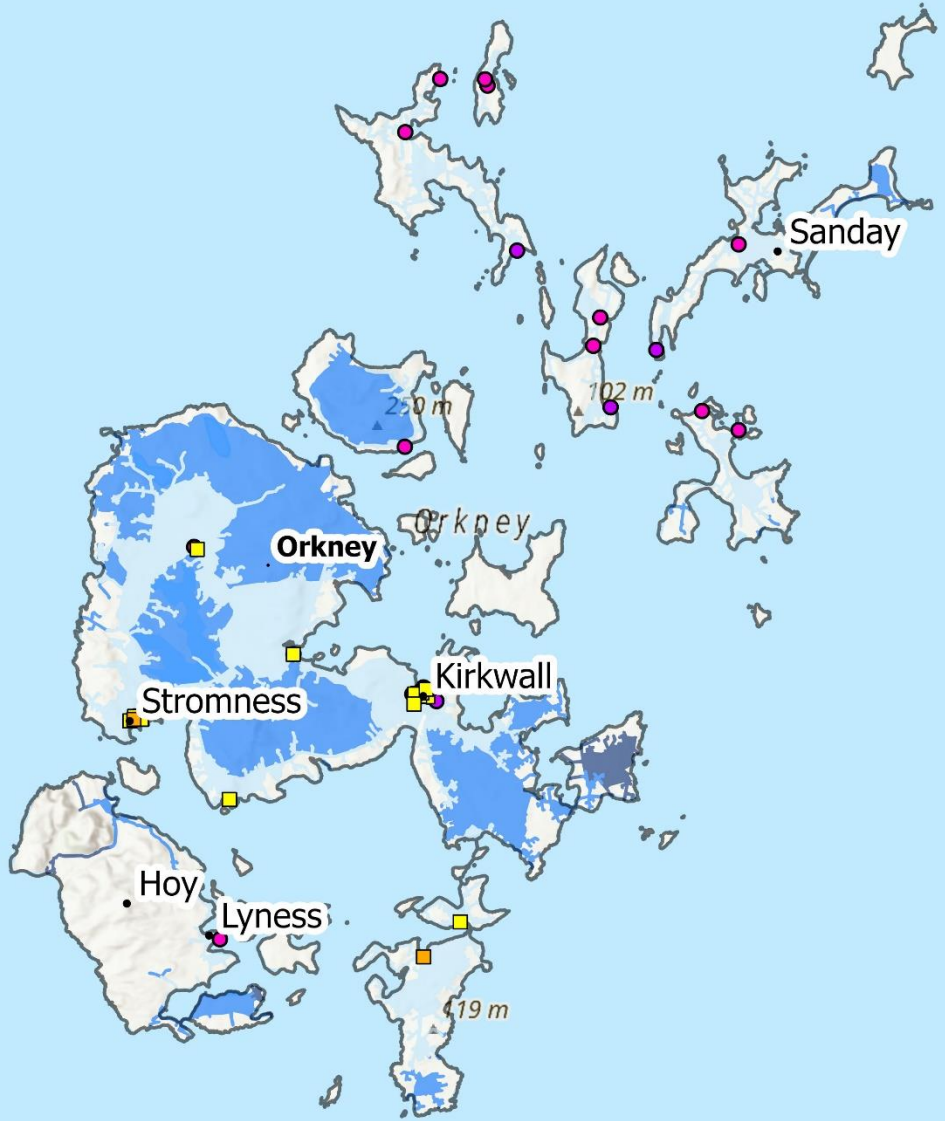 Sanday
102 m
250 m
Orkney
Orkney
Kirkwall
Stromness
Hoy
Lyness
119 m